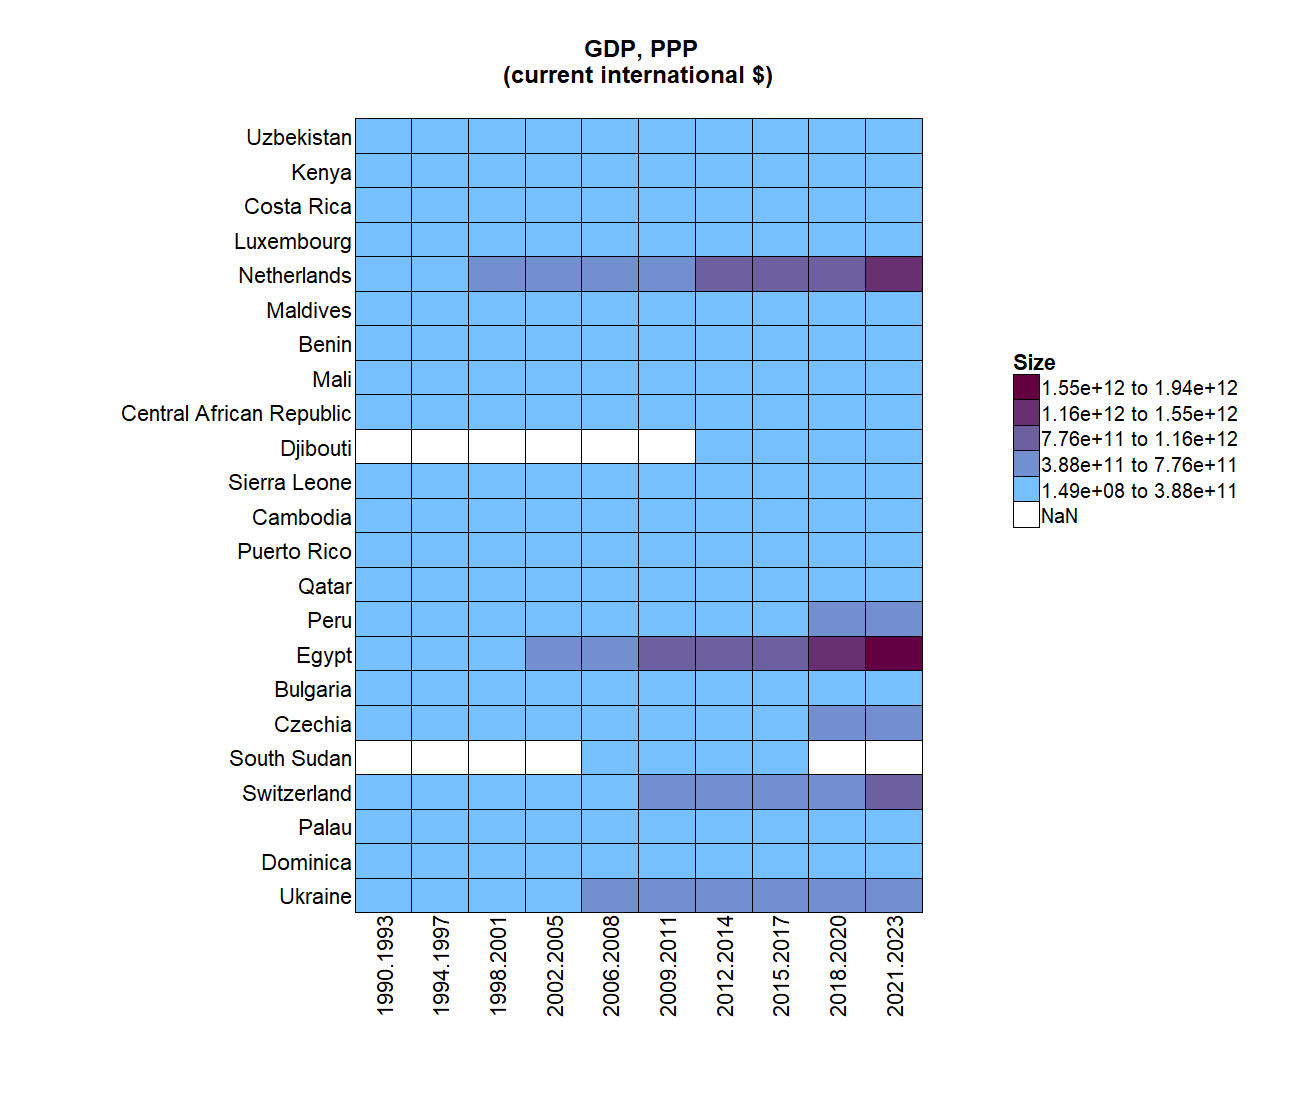 GDP, PPP
(current international $)
Uzbekistan
Kenya
Costa Rica
Luxembourg
Netherlands
Maldives
Benin
Mali
Central African Republic
Djibouti
Sierra Leone
Cambodia
Puerto Rico
Qatar
Peru
Egypt
Bulgaria
Czechia
South Sudan
Switzerland
Palau
Dominica
Ukraine
1990.1993
1994.1997
1998.2001
2002.2005
2006.2008
2009.2011
2012.2014
2015.2017
2018.2020
2021.2023
Size
1.55e+12 to 1.94e+12
1.16e+12 to 1.55e+12
7.76e+11 to 1.16e+12
3.88e+11 to 7.76e+11
1.49e+08 to 3.88e+11
NaN